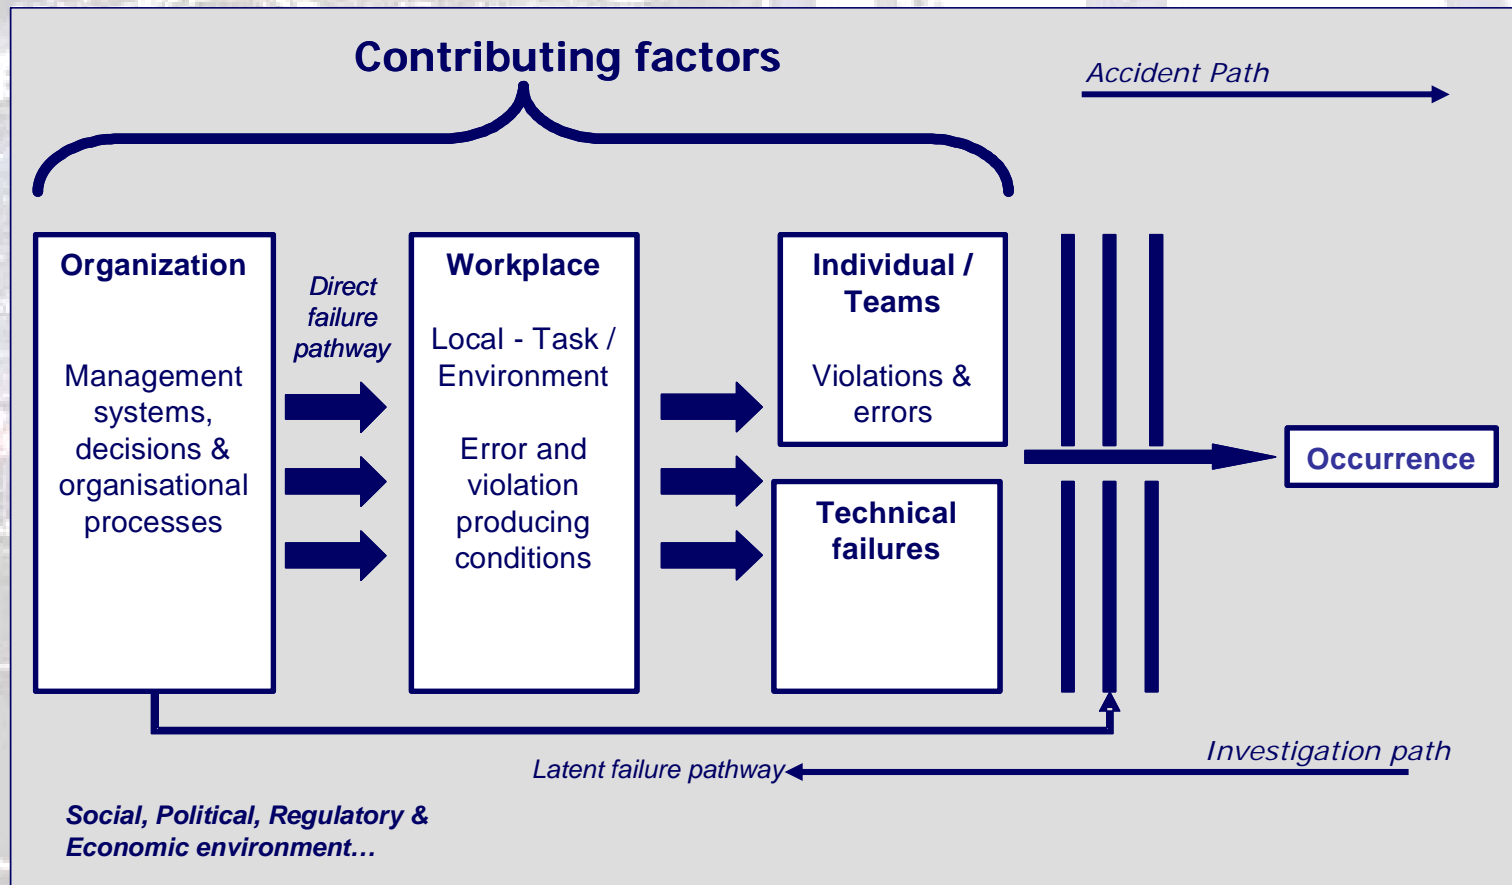 Contributing factors
Accident Path
Organization
Management
systems,
decisions &
organisational
processes
Direct
failure
pathway
Workplace
Local - Task /
Environment
Error and
violation
producing
conditions
Individual /
Teams
Violations &
errors
Technical
failures
Occurrence
Latent failure pathway
Investigation path
Social, Political, Regulatory &
Economic environment...